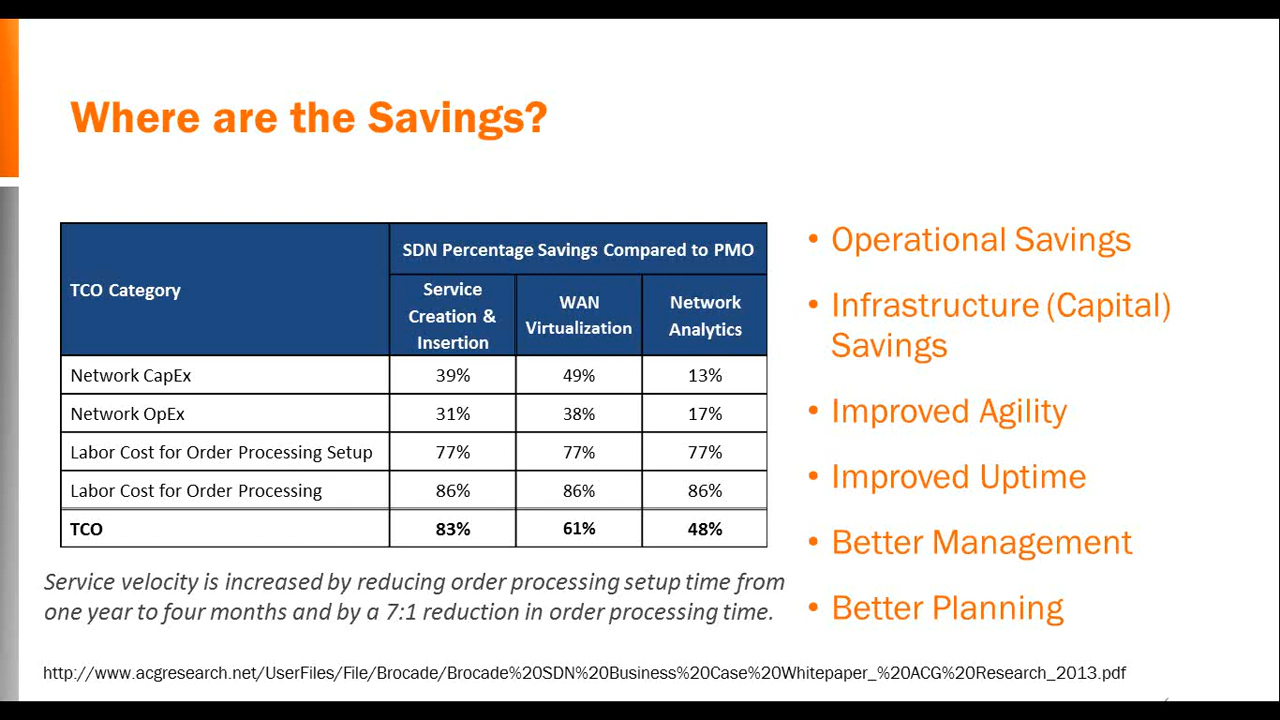 Where are the Savings?
TCO Category
SDN Percentage Savings Compared to PMO
Service
Creation &
Insertion
WAN
Virtualization
Network
Analytics
Network CapEx 39% 49% 13%
Network OpEx 31% 38% 17%
Labor Cost for Order Processing Setup 77% 77% 77%
Labor Cost for Order Processing 86% 86% 86%
TCO 83% 61% 48%
Service velocity is increased by reducing order processing setup time from
one year to four months and by a 7:1 reduction in order processing time.
• Operational Savings
• Infrastructure (Capital)
Savings
• Improved Agility
• Improved Uptime
• Better Management
• Better Planning
http://www.acgresearch.net/UserFiles/File/Brocade/Brocade%20SDN%20Business%20Case%20Whitepaper_%20ACG%20Research_2013.pdf